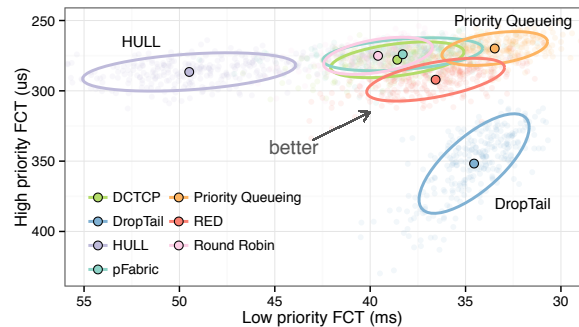 250
300
350
400
High priority FCT (us)
HULL
Priority Queueing
better
DropTail
DCTCP
Priority Queueing
DropTail
RED
HULL
Round Robin
pFabric
55
50
45
40
35
30
Low priority FCT (ms)